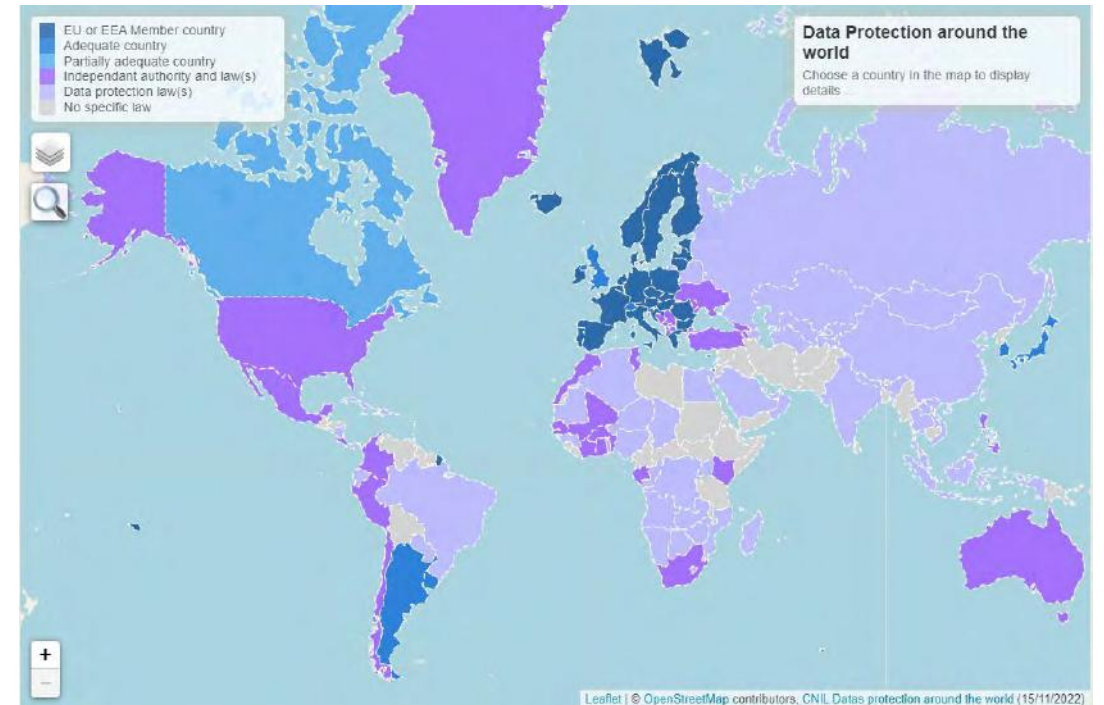 EU or EEA Member country
Adequate country
Partially adequate country
Independant authority and law(s)
Data protection law(s)
No specific law
Data Protection around the
world
Choose a country in the map to display
details ...
+
−
Leaflet | © OpenStreetMap contributors, CNIL Datas protection around the world (15/11/2022)